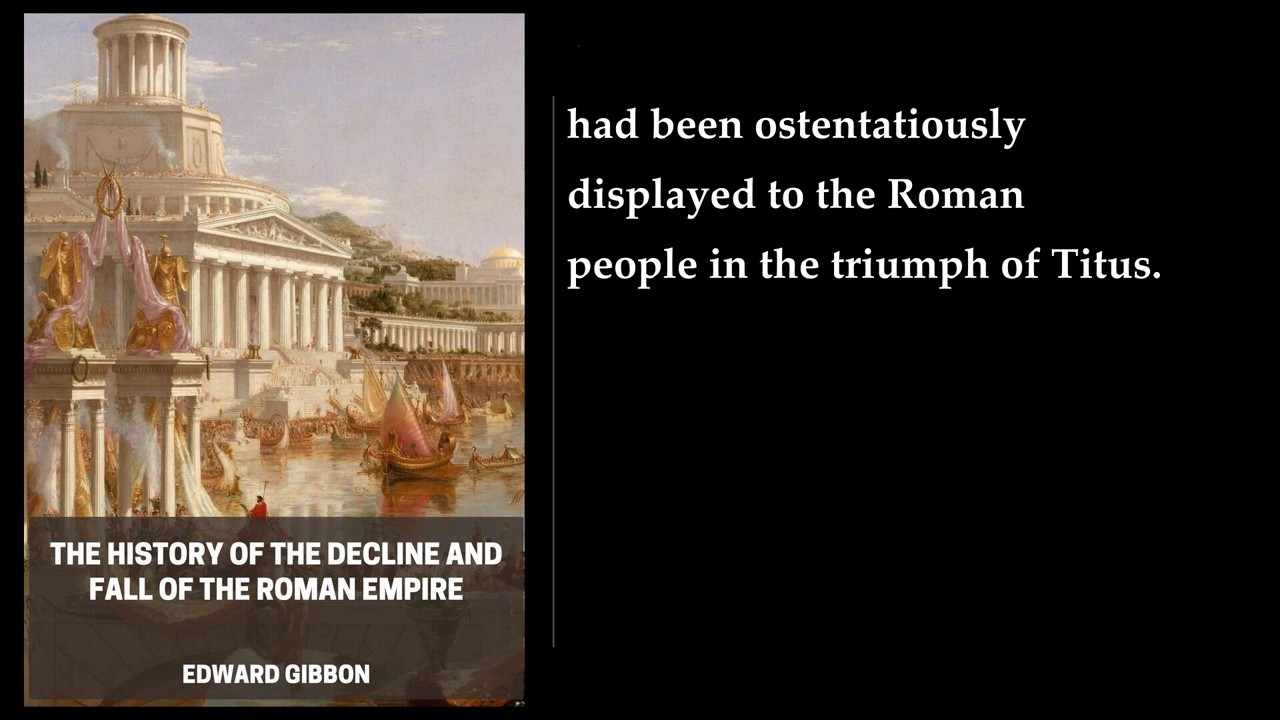 had been ostentatiously
displayed to the Roman
people in the triumph of Titus.
THE HISTORY OF THE DECLINE AND
FALL OF THE ROMAN EMPIRE
EDWARD GIBBON